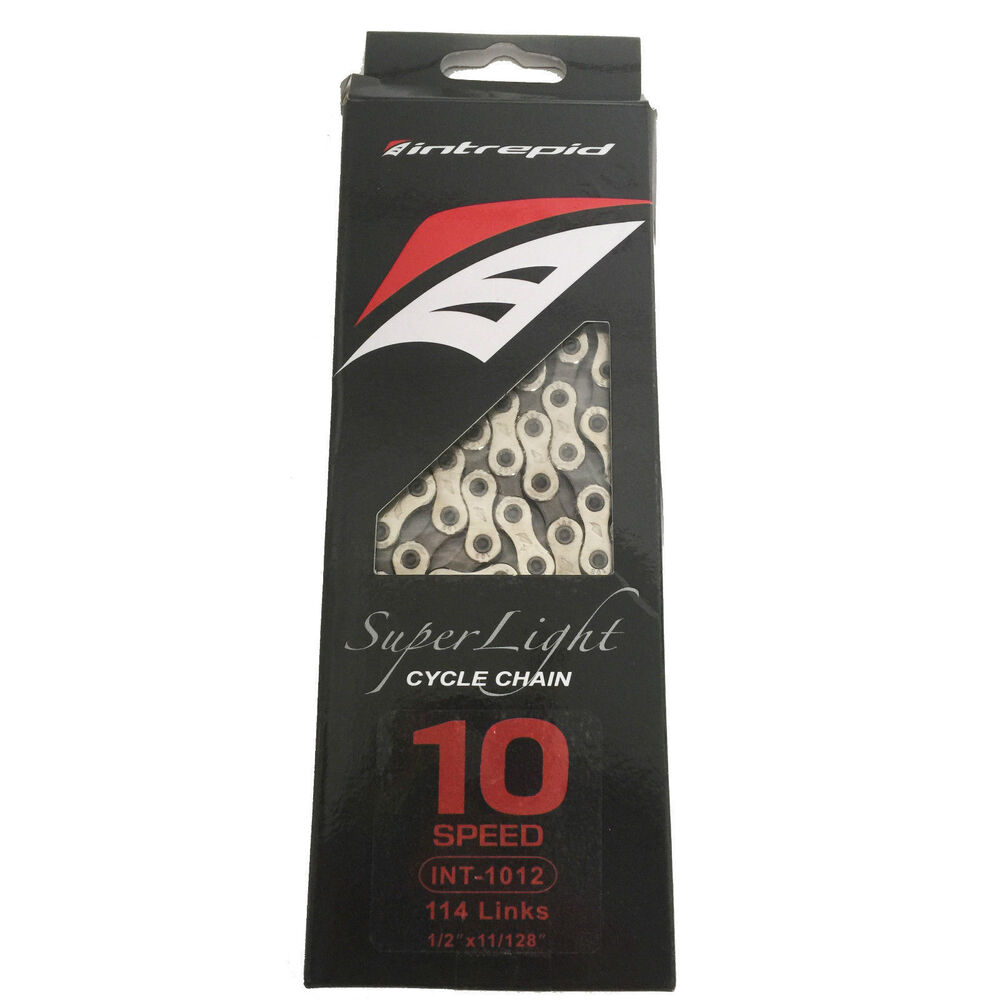 intrepid
SuperLight
CYCLE CHAIN
10
SPEED
INT-1012
114 Links
1/2"x11/128"